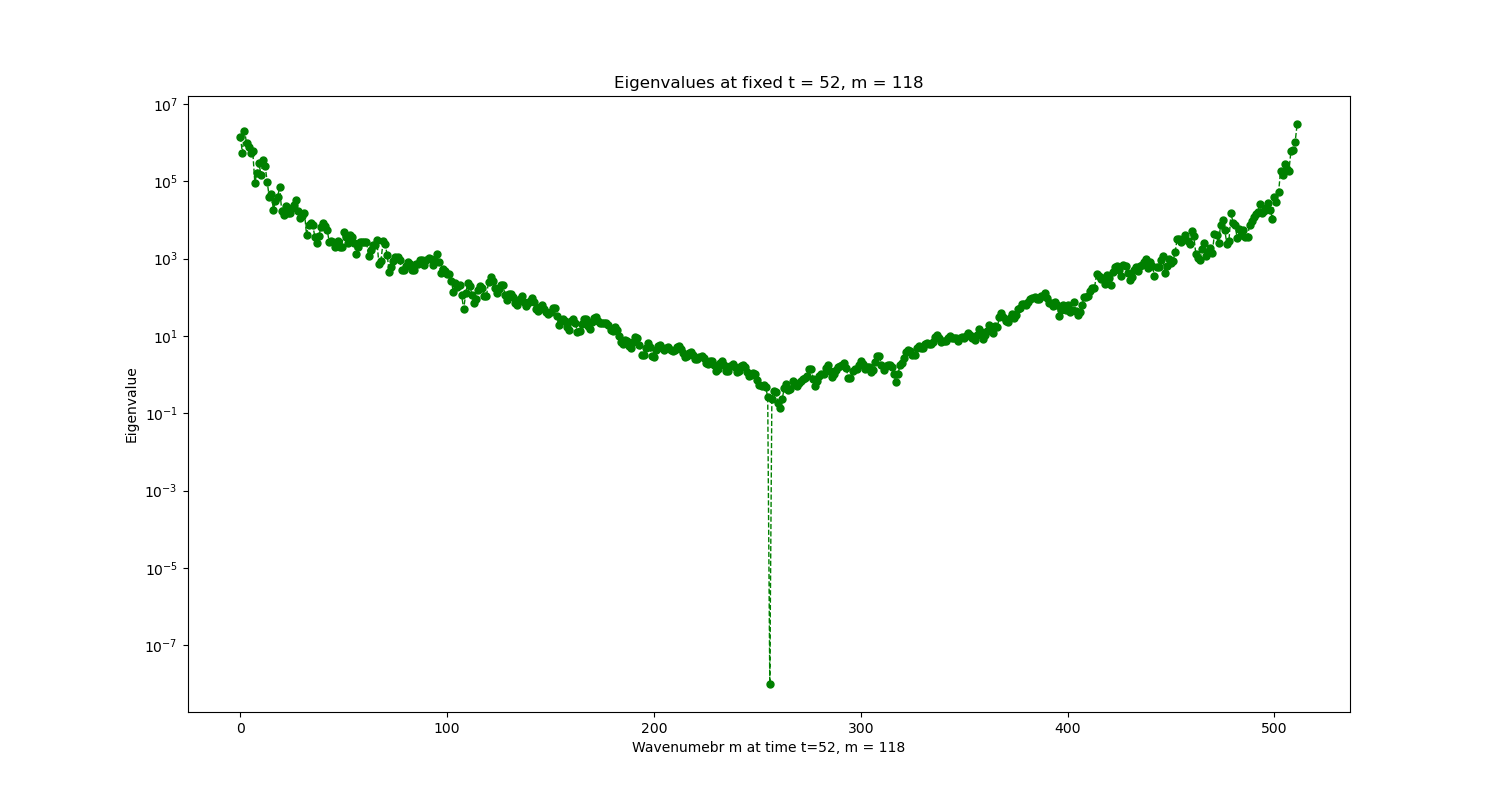 Eigenvalues at fixed t = 52, m = 118
10^7
10^5
10^3
10^1
10^-1
10^-3
10^-5
10^-7
Eigenvalue
0 100 200 300 400 500
Wavenumebr m at time t=52, m = 118